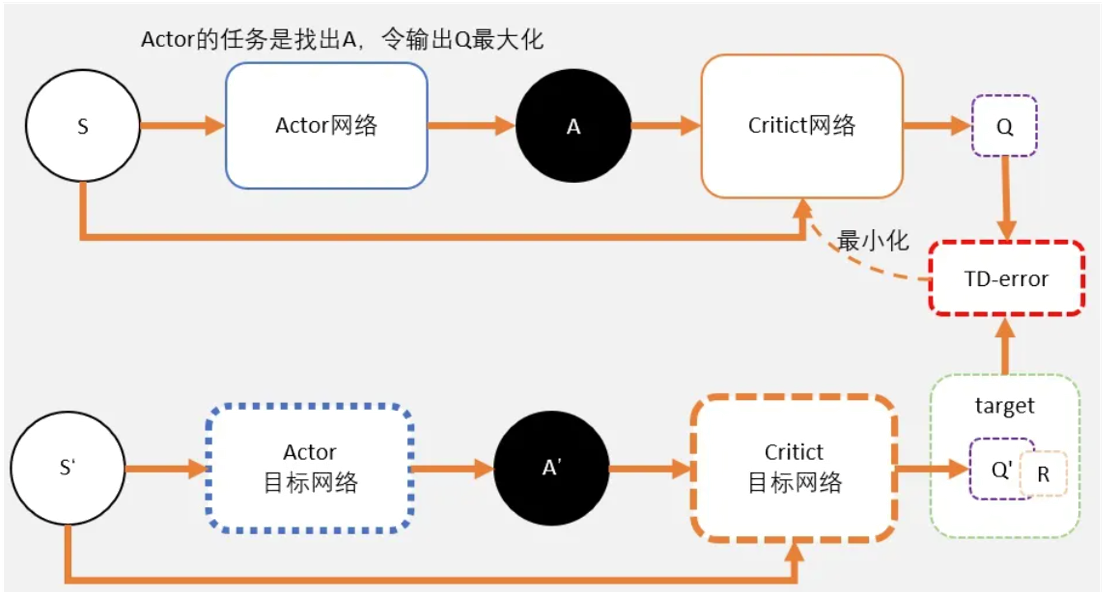 Actor的任务是找出A，令输出Q最大化
S
Actor网络
A
Critict网络
Q
最小化
TD-error
target
S‘
Actor
目标网络
A’
Critict
目标网络
Q'
R